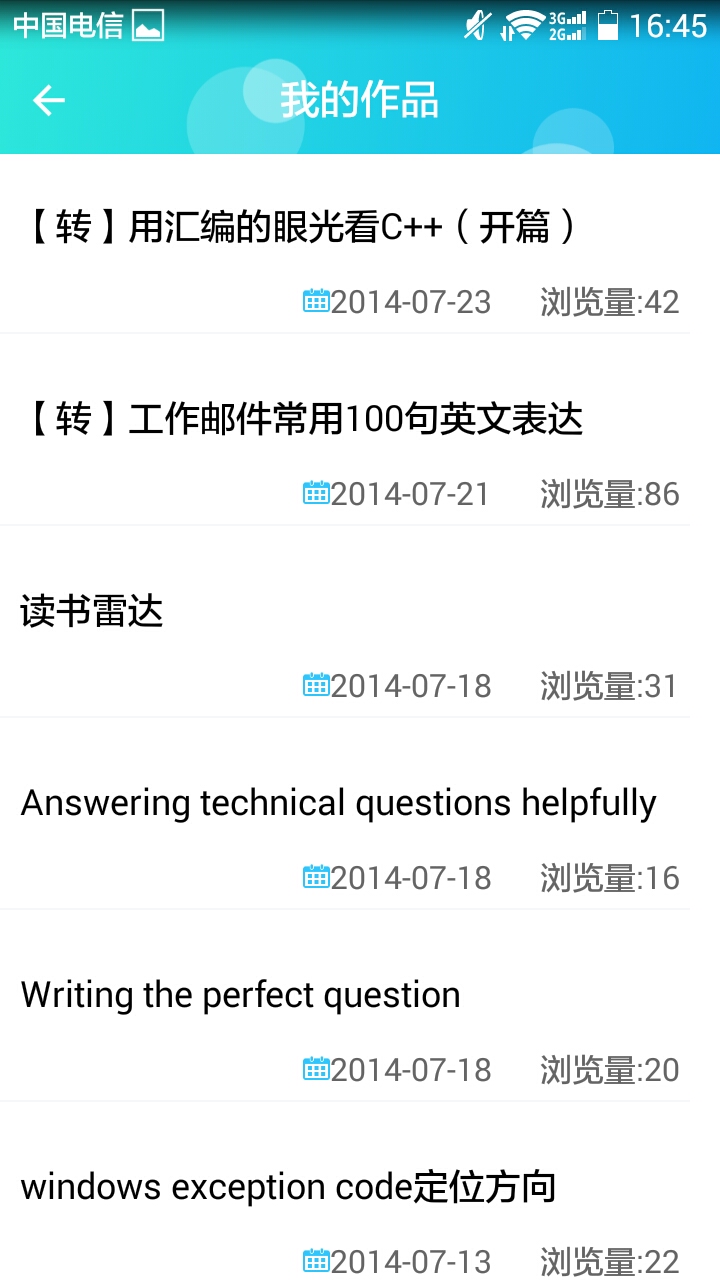 中国电信 3G 2G 16:45
我的作品
【转】用汇编的眼光看C++（开篇）
2014-07-23 浏览量:42
【转】工作邮件常用100句英文表达
2014-07-21 浏览量:86
读书雷达
2014-07-18 浏览量:31
Answering technical questions helpfully
2014-07-18 浏览量:16
Writing the perfect question
2014-07-18 浏览量:20
windows exception code定位方向
2014-07-13 浏览量:22